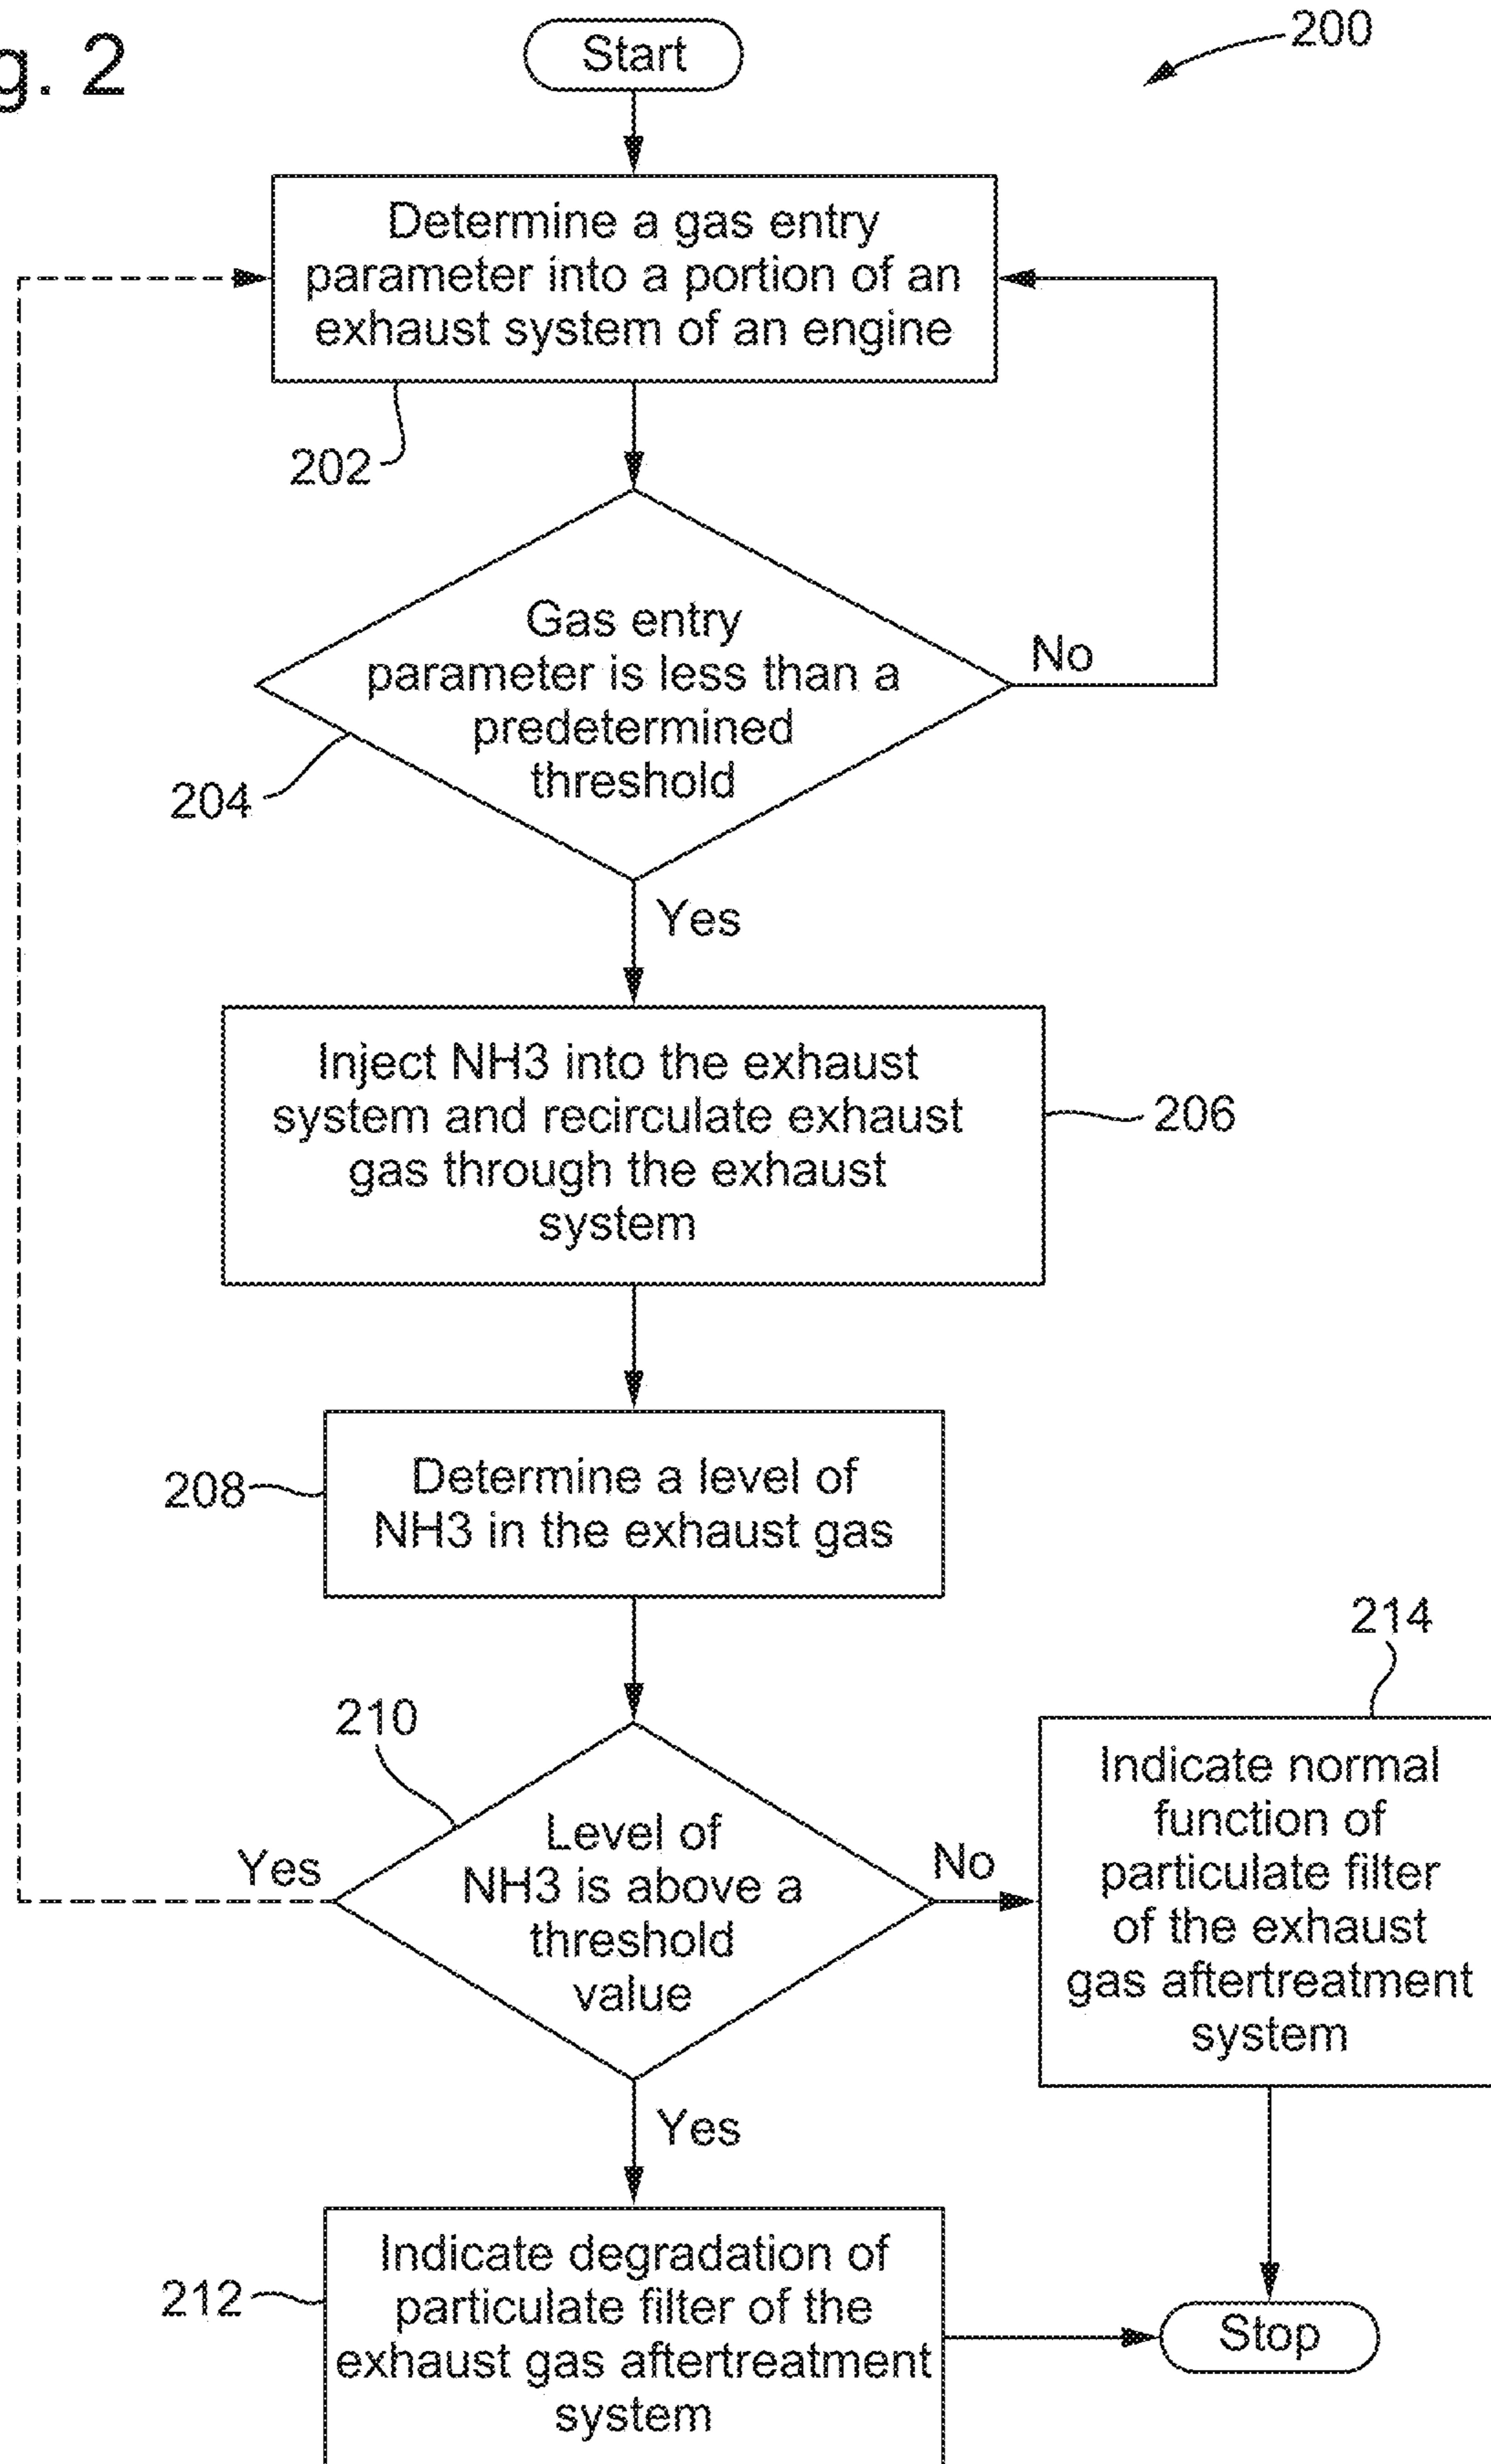 g. 2
Start
200
Determine a gas entry
parameter into a portion of an
exhaust system of an engine
202
Gas entry
parameter is less than a
predetermined
threshold
No
204
Yes
Inject NH3 into the exhaust
system and recirculate exhaust
gas through the exhaust
system
206
Determine a level of
NH3 in the exhaust gas
208
214
210
Level of
NH3 is above a
threshold
value
Yes
No
Indicate normal
function of
particulate filter
of the exhaust
gas aftertreatment
system
Yes
Indicate degradation of
particulate filter of the
exhaust gas aftertreatment
system
212
Stop